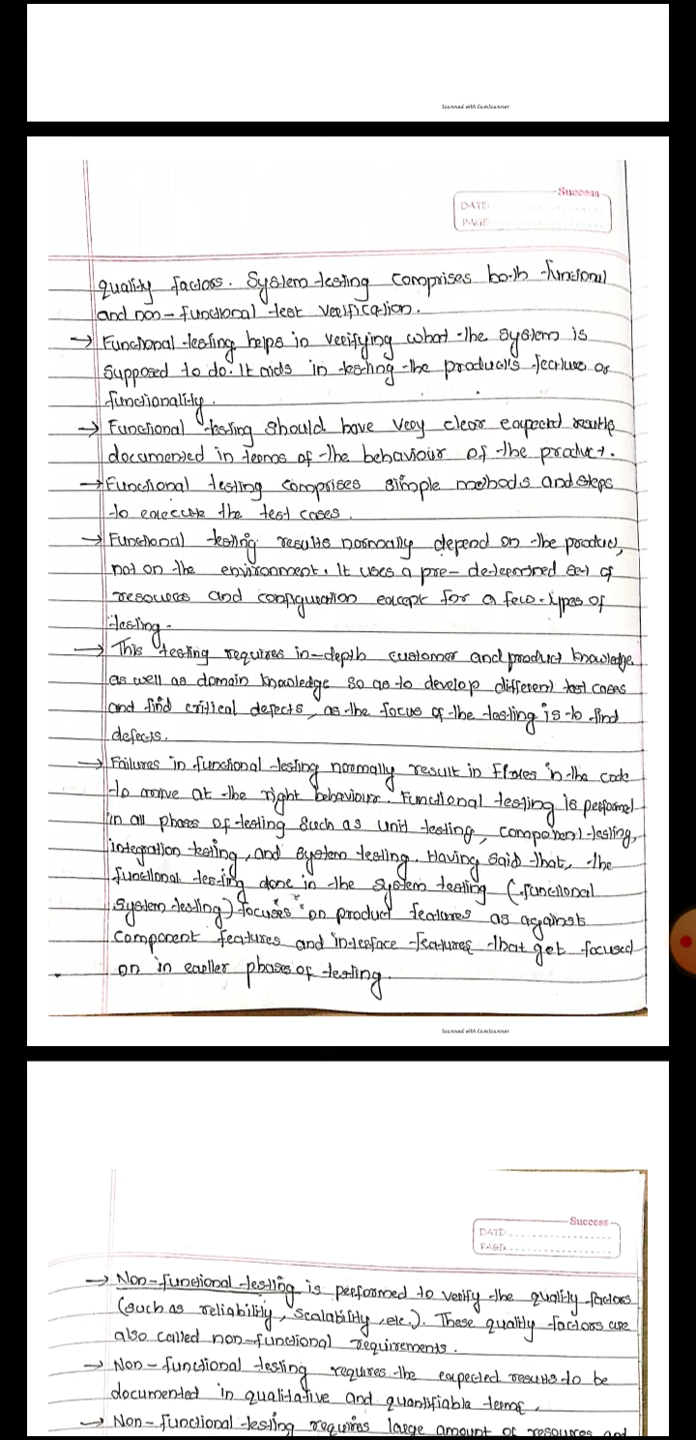 Scanned with CamScanner
Success
DATE:
PAGE:
quality factors. System testing comprises both functional
and non-functional test verification.
→ Functional testing helps in verifying what the system is
supposed to do. It aids in testing the product's features or
functionality.
→ Functional testing should have very clear expected results
documented in terms of the behaviour of the product.
→ Functional testing comprises simple methods and steps
to execute the test cases.
→ Functional testing results normally depend on the product,
not on the environment. It uses a pre-determined set of
resources and configuration except for a few types of
testing.
→ This testing requires in-depth customer and product knowledge
as well as domain knowledge so as to develop different test cases
and find critical defects, as the focus of the testing is to find
defects.
→ Failures in functional testing normally result in fixes in the code
to arrive at the right behaviour. Functional testing is performed
in all phases of testing such as unit testing, component testing,
integration testing, and system testing. Having said that, the
functional testing done in the system testing (functional
system testing) focuses on product features as against
component features and interface features that get focused
on in earlier phases of testing.
Scanned with CamScanner
Success
DATE:
PAGE:
→ Non-functional testing is performed to verify the quality factors
(such as reliability, scalability, etc.). These quality factors are
also called non-functional requirements.
→ Non-functional testing requires the expected results to be
documented in qualitative and quantifiable terms.
→ Non-functional testing requires large amount of resources and